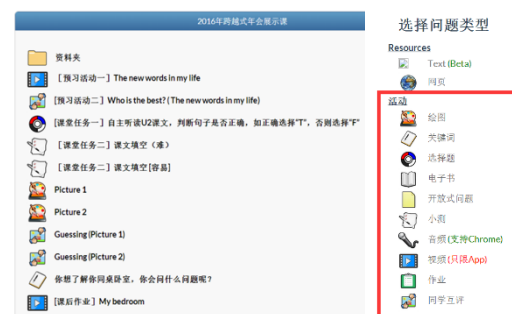 2016年跨越式年会展示课
资料夹
［预习活动一］The new words in my life
［预习活动二］Who is the best? ( The new words in my life)
［课堂任务一］自主听读U2课文，判断句子是否正确，如正确选择"T"，否则选择"F"
［课堂任务二］课文填空（难）
［课堂任务二］课文填空[容易]
Picture 1
Picture 2
Guessing (Picture 1)
Guessing (Picture 2)
你想了解你同桌卧室，你会问什么问题呢？
［课后作业］My bedroom
选择问题类型
Resources
Text (Beta)
网页
活动
绘图
关键词
选择题
电子书
开放式问题
小测
音频(支持Chrome)
视频(只限App)
作业
同学互评